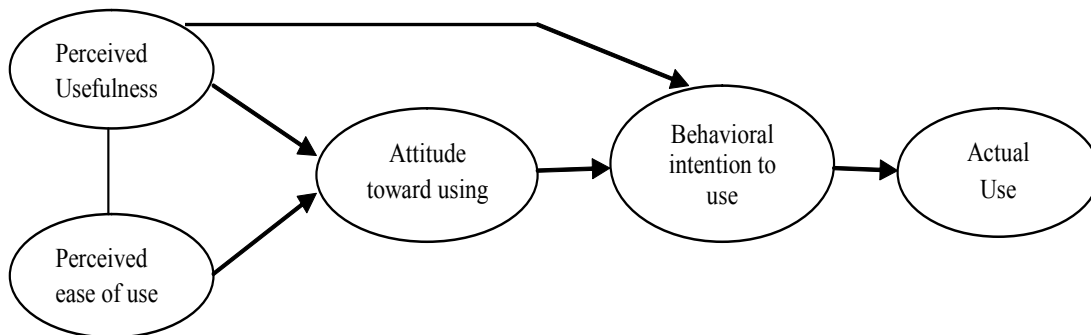 Perceived
Usefulness
Perceived
ease of use
Attitude
toward using
Behavioral
intention to
use
Actual
Use